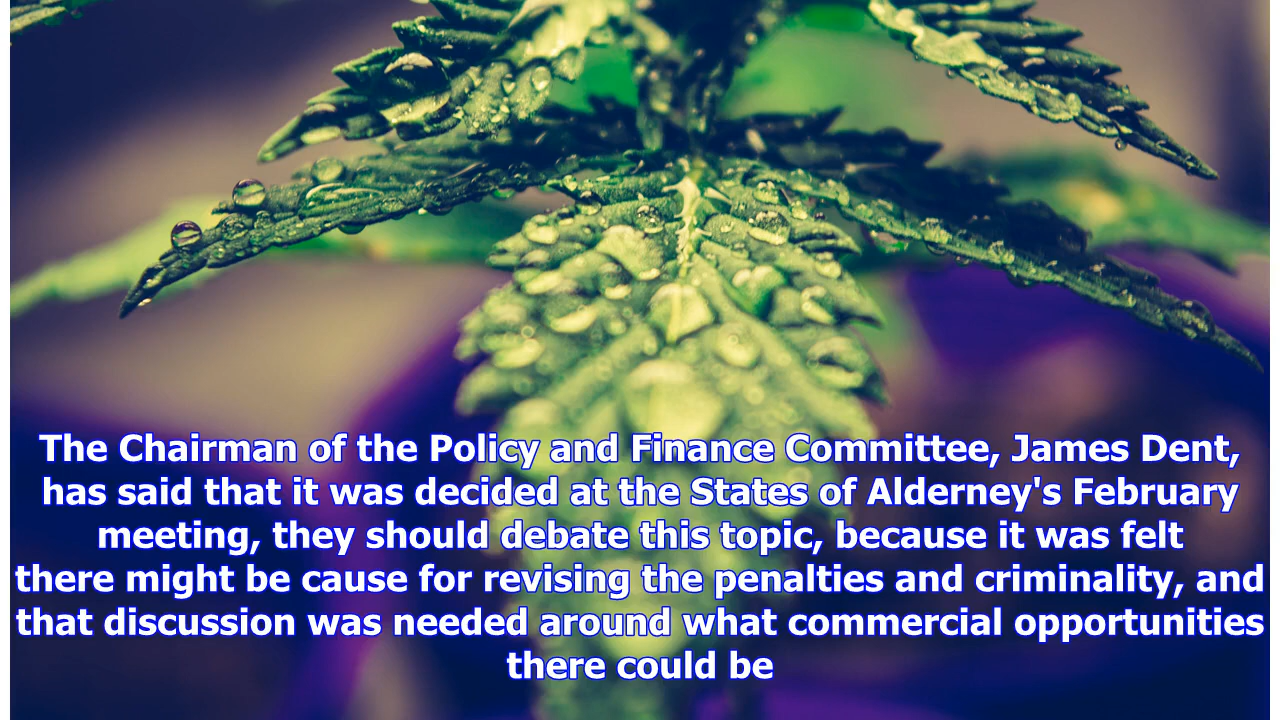 The Chairman of the Policy and Finance Committee, James Dent,
has said that it was decided at the States of Alderney's February
meeting, they should debate this topic, because it was felt
there might be cause for revising the penalties and criminality, and
that discussion was needed around what commercial opportunities
there could be